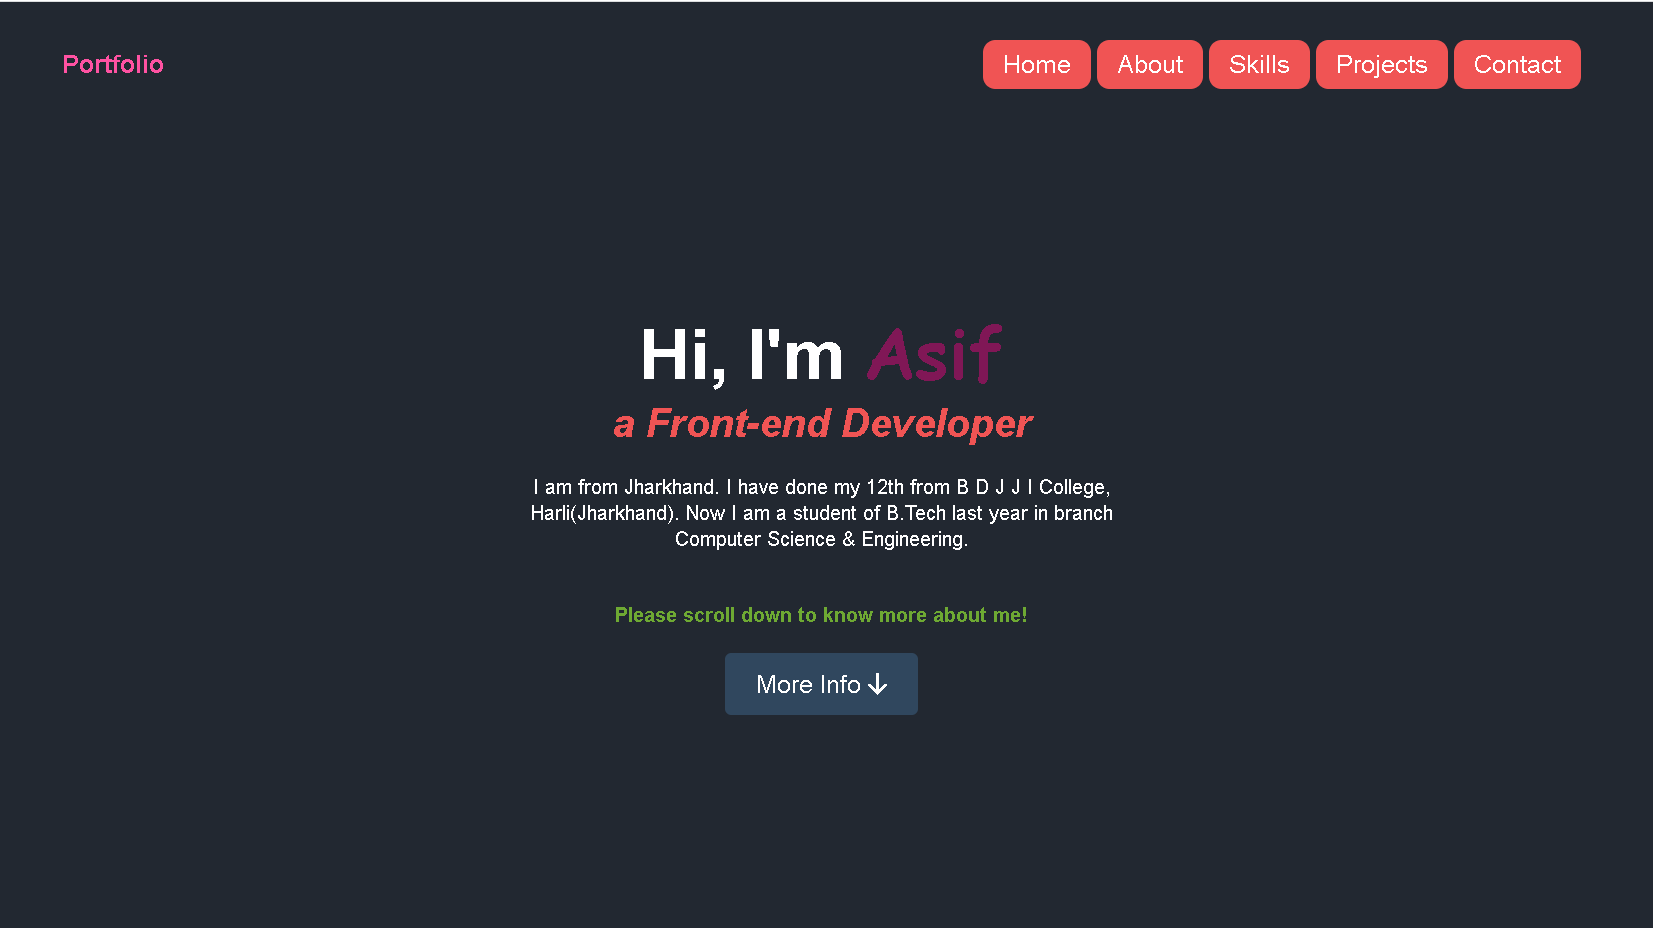 Portfolio
Home About Skills Projects Contact
Hi, I'm Asif
a Front-end Developer
I am from Jharkhand. I have done my 12th from B D J J I College,
Harli(Jharkhand). Now I am a student of B.Tech last year in branch
Computer Science & Engineering.
Please scroll down to know more about me!
More Info